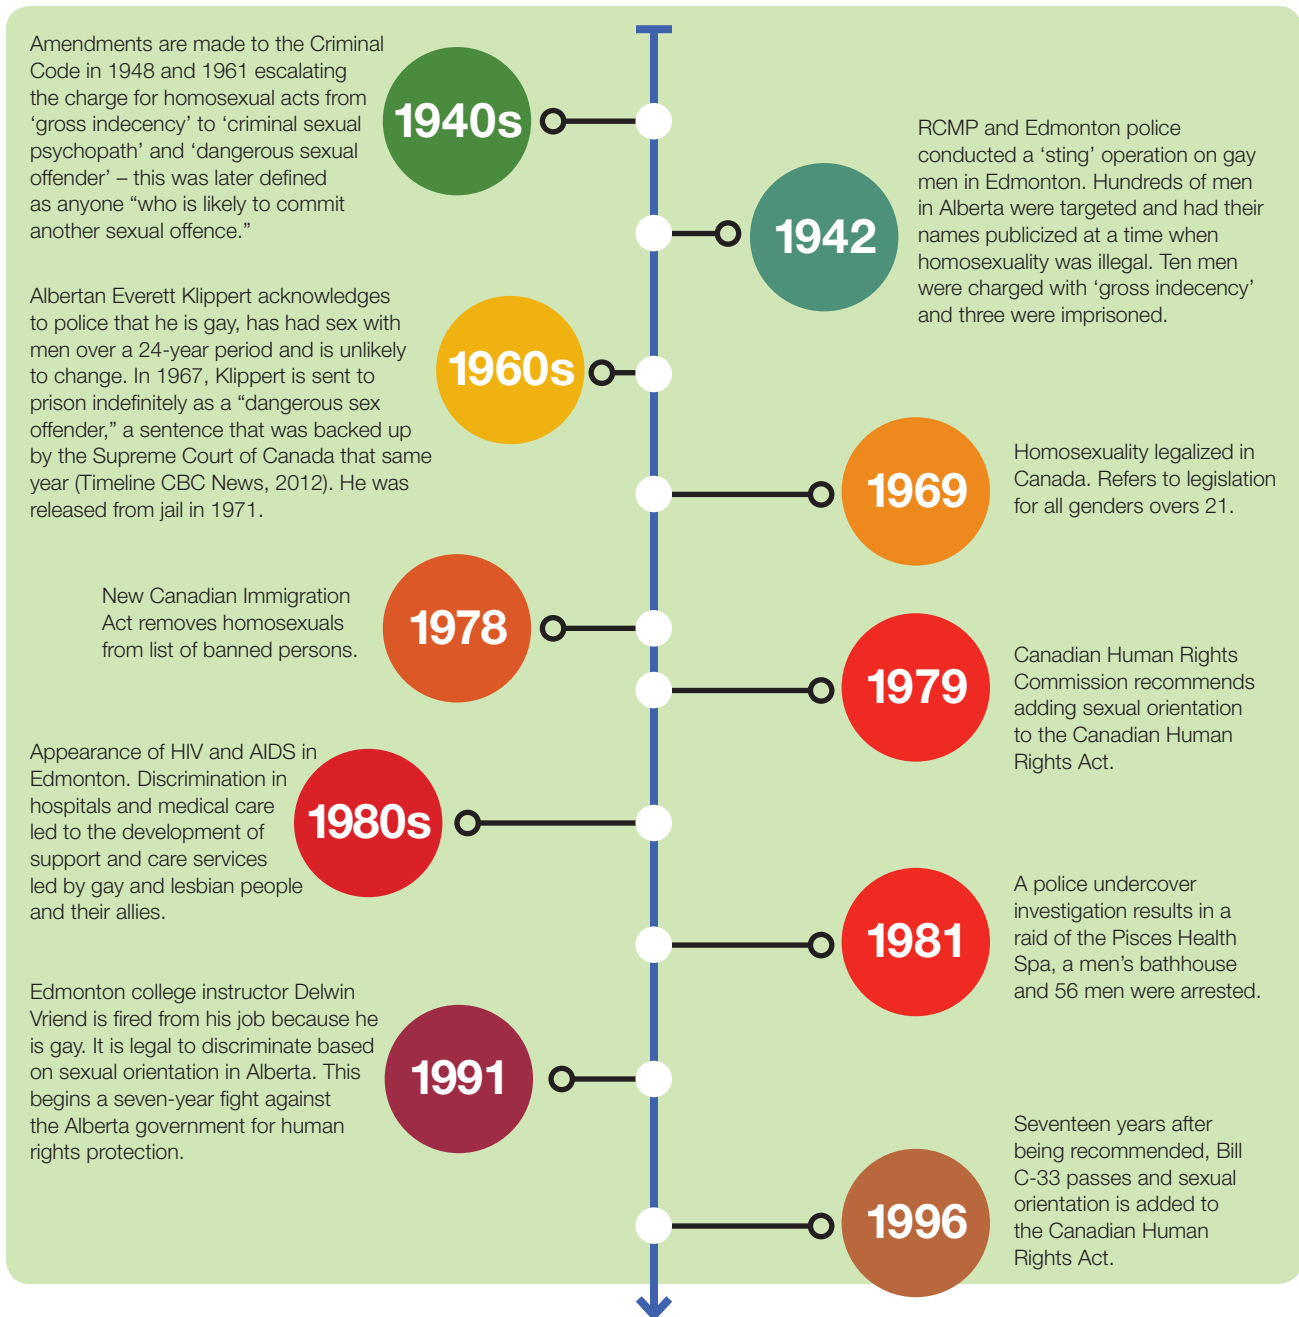 Amendments are made to the Criminal
Code in 1948 and 1961 escalating
the charge for homosexual acts from
‘gross indecency’ to ‘criminal sexual
psychopath’ and ‘dangerous sexual
offender’ – this was later defined
as anyone “who is likely to commit
another sexual offence.”
1940s
1942
RCMP and Edmonton police
conducted a ‘sting’ operation on gay
men in Edmonton. Hundreds of men
in Alberta were targeted and had their
names publicized at a time when
homosexuality was illegal. Ten men
were charged with ‘gross indecency’
and three were imprisoned.
Albertan Everett Klippert acknowledges
to police that he is gay, has had sex with
men over a 24-year period and is unlikely
to change. In 1967, Klippert is sent to
prison indefinitely as a “dangerous sex
offender,” a sentence that was backed up
by the Supreme Court of Canada that same
year (Timeline CBC News, 2012). He was
released from jail in 1971.
1960s
1969
Homosexuality legalized in
Canada. Refers to legislation
for all genders overs 21.
New Canadian Immigration
Act removes homosexuals
from list of banned persons.
1978
1979
Canadian Human Rights
Commission recommends
adding sexual orientation
to the Canadian Human
Rights Act.
Appearance of HIV and AIDS in
Edmonton. Discrimination in
hospitals and medical care
led to the development of
support and care services
led by gay and lesbian people
and their allies.
1980s
1981
A police undercover
investigation results in a
raid of the Pisces Health
Spa, a men’s bathhouse
and 56 men were arrested.
Edmonton college instructor Delwin
Vriend is fired from his job because he
is gay. It is legal to discriminate based
on sexual orientation in Alberta. This
begins a seven-year fight against
the Alberta government for human
rights protection.
1991
1996
Seventeen years after
being recommended, Bill
C-33 passes and sexual
orientation is added to
the Canadian Human
Rights Act.